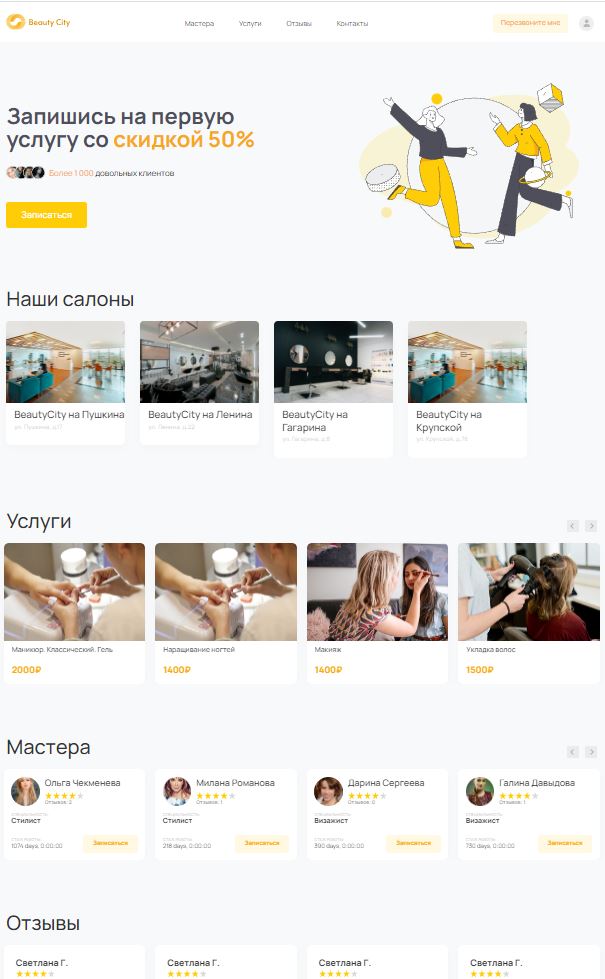 Beauty City
Мастера
Услуги
Отзывы
Контакты
Перезвоните мне
Запишись на первую
услугу со скидкой 50%
Более 1 000 довольных клиентов
Записаться
Наши салоны
BeautyCity на Пушкина
ул. Пушкина, д.17
BeautyCity на Ленина
ул. Ленина, д.22
BeautyCity на
Гагарина
ул. Гагарина, д.8
BeautyCity на
Крупской
ул. Крупской, д.78
Услуги
Маникюр. Классический. Гель
2000₽
Наращивание ногтей
1400₽
Макияж
1400₽
Укладка волос
1500₽
Мастера
Ольга Чекменева
Отзывов: 2
Специальность
Стилист
Стаж работы:
1074 days, 0:00:00
Записаться
Милана Романова
Отзывов: 1
Специальность
Стилист
Стаж работы:
218 days, 0:00:00
Записаться
Дарина Сергеева
Отзывов: 0
Специальность
Визажист
Стаж работы:
390 days, 0:00:00
Записаться
Галина Давыдова
Отзывов: 1
Специальность
Визажист
Стаж работы:
730 days, 0:00:00
Записаться
Отзывы
Светлана Г.
Светлана Г.
Светлана Г.
Светлана Г.